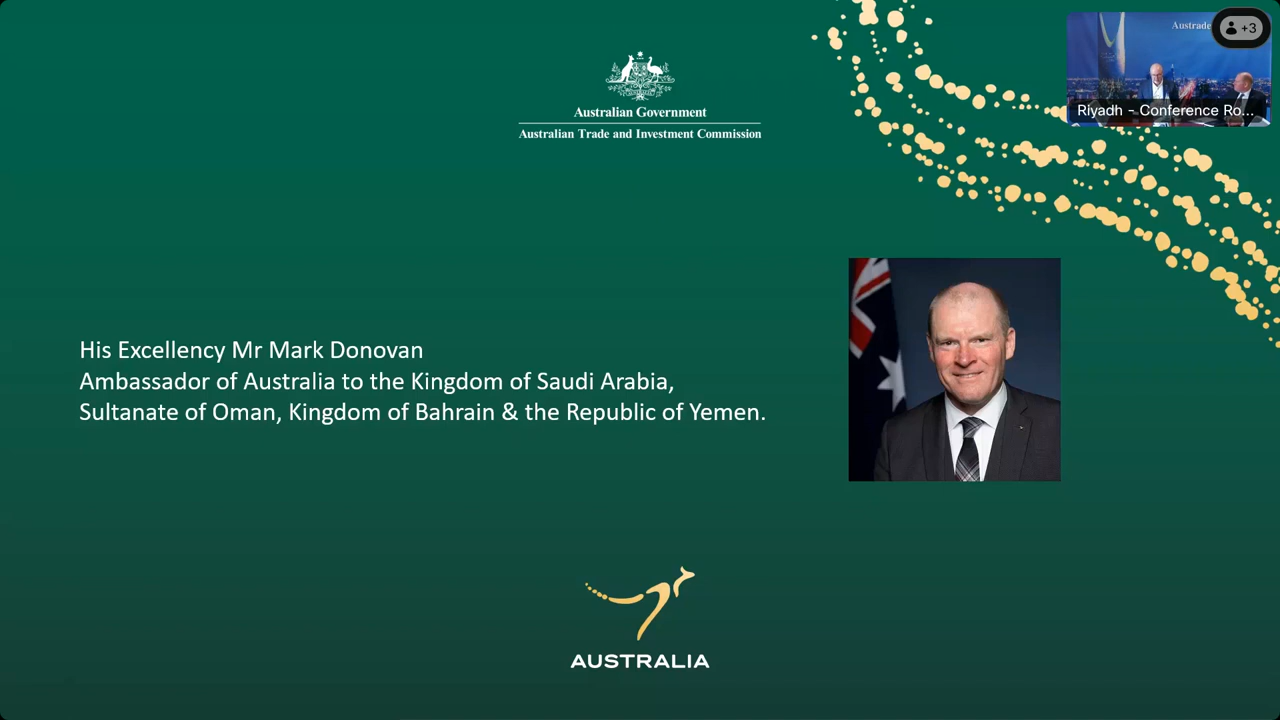 Australian Government
Australian Trade and Investment Commission
Austrade
+3
Riyadh - Conference Ro...
His Excellency Mr Mark Donovan
Ambassador of Australia to the Kingdom of Saudi Arabia,
Sultanate of Oman, Kingdom of Bahrain & the Republic of Yemen.
AUSTRALIA